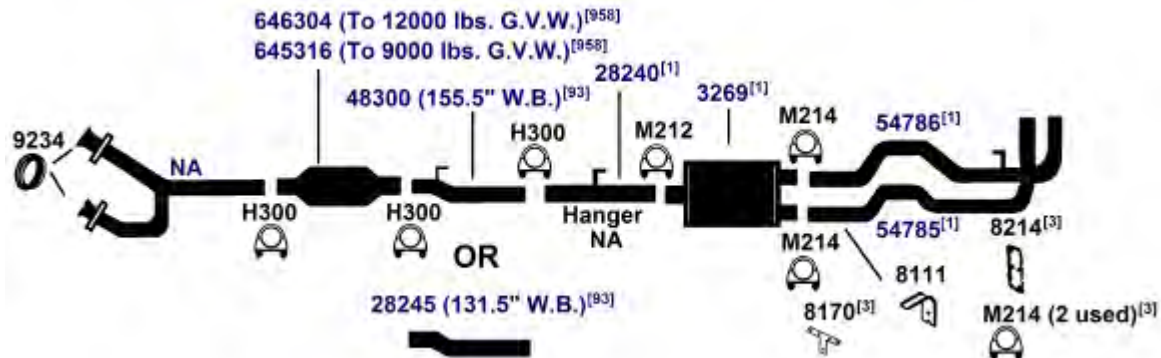 646304 (To 12000 lbs. G.V.W.)[958]
645316 (To 9000 lbs. G.V.W.)[958]
28240[1]
48300 (155.5" W.B.)[93]
3269[1]
9234
NA
H300
M212
M214
54786[1]
H300
H300
Hanger
NA
OR
M214
54785[1]
8214[3]
8111
28245 (131.5" W.B.)[93]
8170[3]
M214 (2 used)[3]